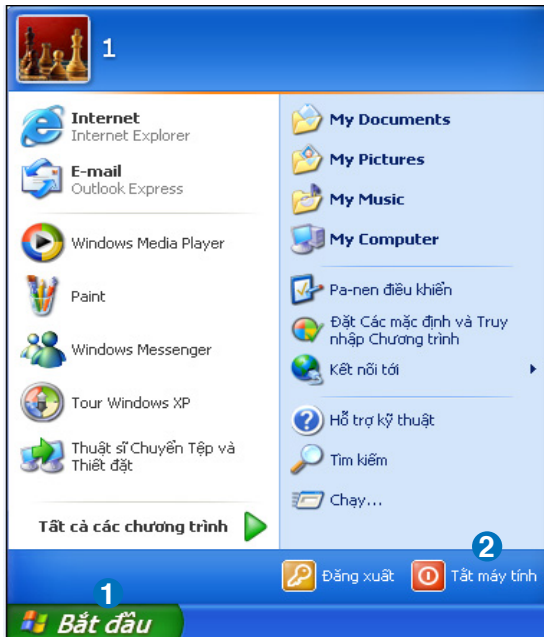 1
Internet
Internet Explorer
E-mail
Outlook Express
Windows Media Player
Paint
Windows Messenger
Tour Windows XP
Thuật sĩ Chuyển Tệp và
Thiết đặt
Tất cả các chương trình
My Documents
My Pictures
My Music
My Computer
Pa-nen điều khiển
Đặt Các mặc định và Truy
nhập Chương trình
Kết nối tới
Hỗ trợ kỹ thuật
Tìm kiếm
Chạy...
2
Đăng xuất Tắt máy tính
1
Bắt đầu